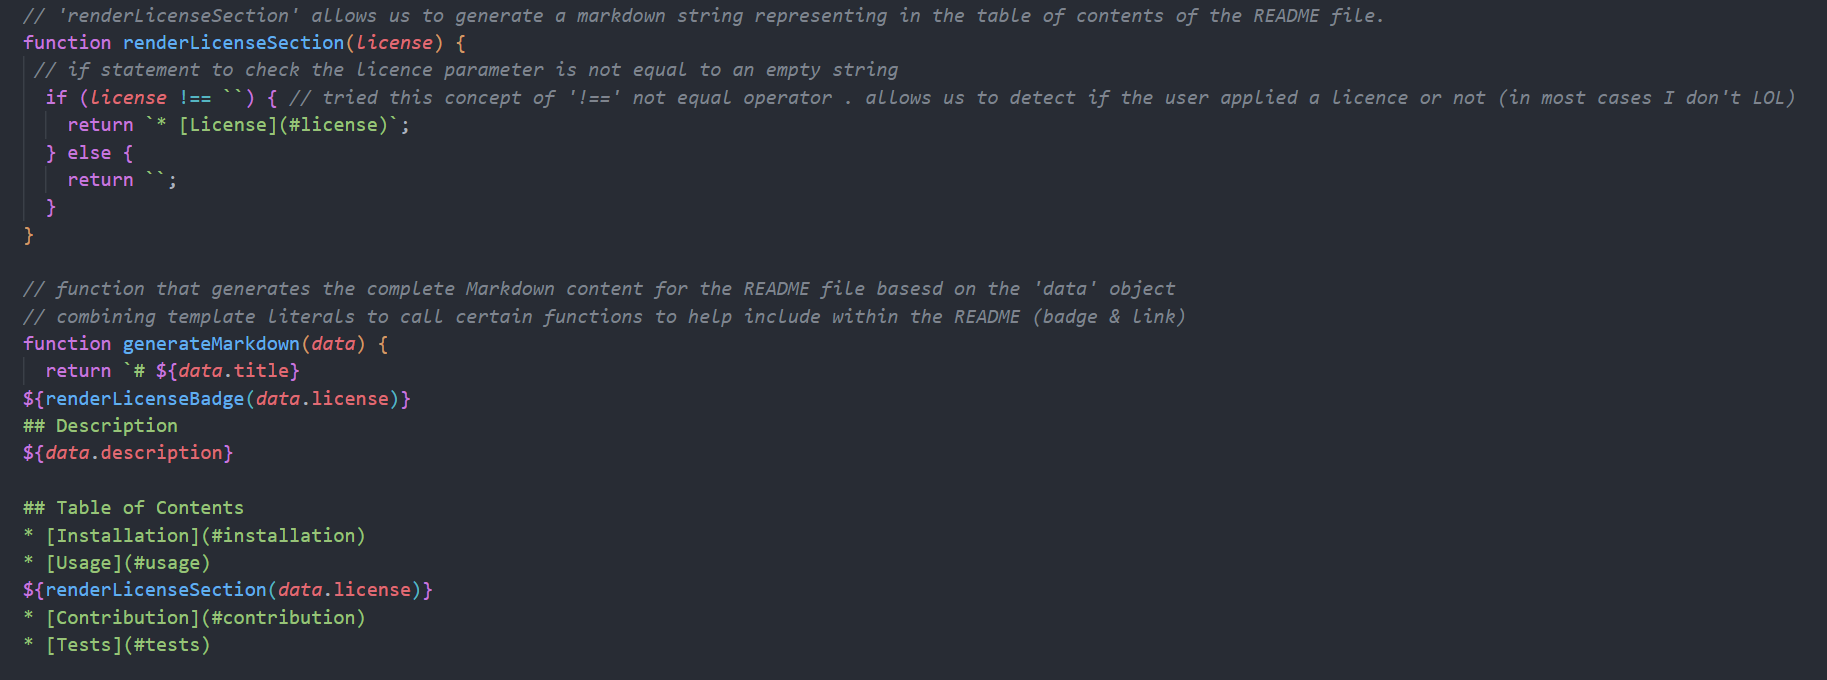 // 'renderLicenseSection' allows us to generate a markdown string representing in the table of contents of the README file.
function renderLicenseSection(license) {
// if statement to check the licence parameter is not equal to an empty string
if (license !== ``) { // tried this concept of '!==' not equal operator . allows us to detect if the user applied a licence or not (in most cases I don't LOL)
return `* [License](#license)`;
} else {
return ``;
}
}
// function that generates the complete Markdown content for the README file basesd on the 'data' object
// combining template literals to call certain functions to help include within the README (badge & link)
function generateMarkdown(data) {
return `# ${data.title}
${renderLicenseBadge(data.license)}
## Description
${data.description}
## Table of Contents
* [Installation](#installation)
* [Usage](#usage)
${renderLicenseSection(data.license)}
* [Contribution](#contribution)
* [Tests](#tests)